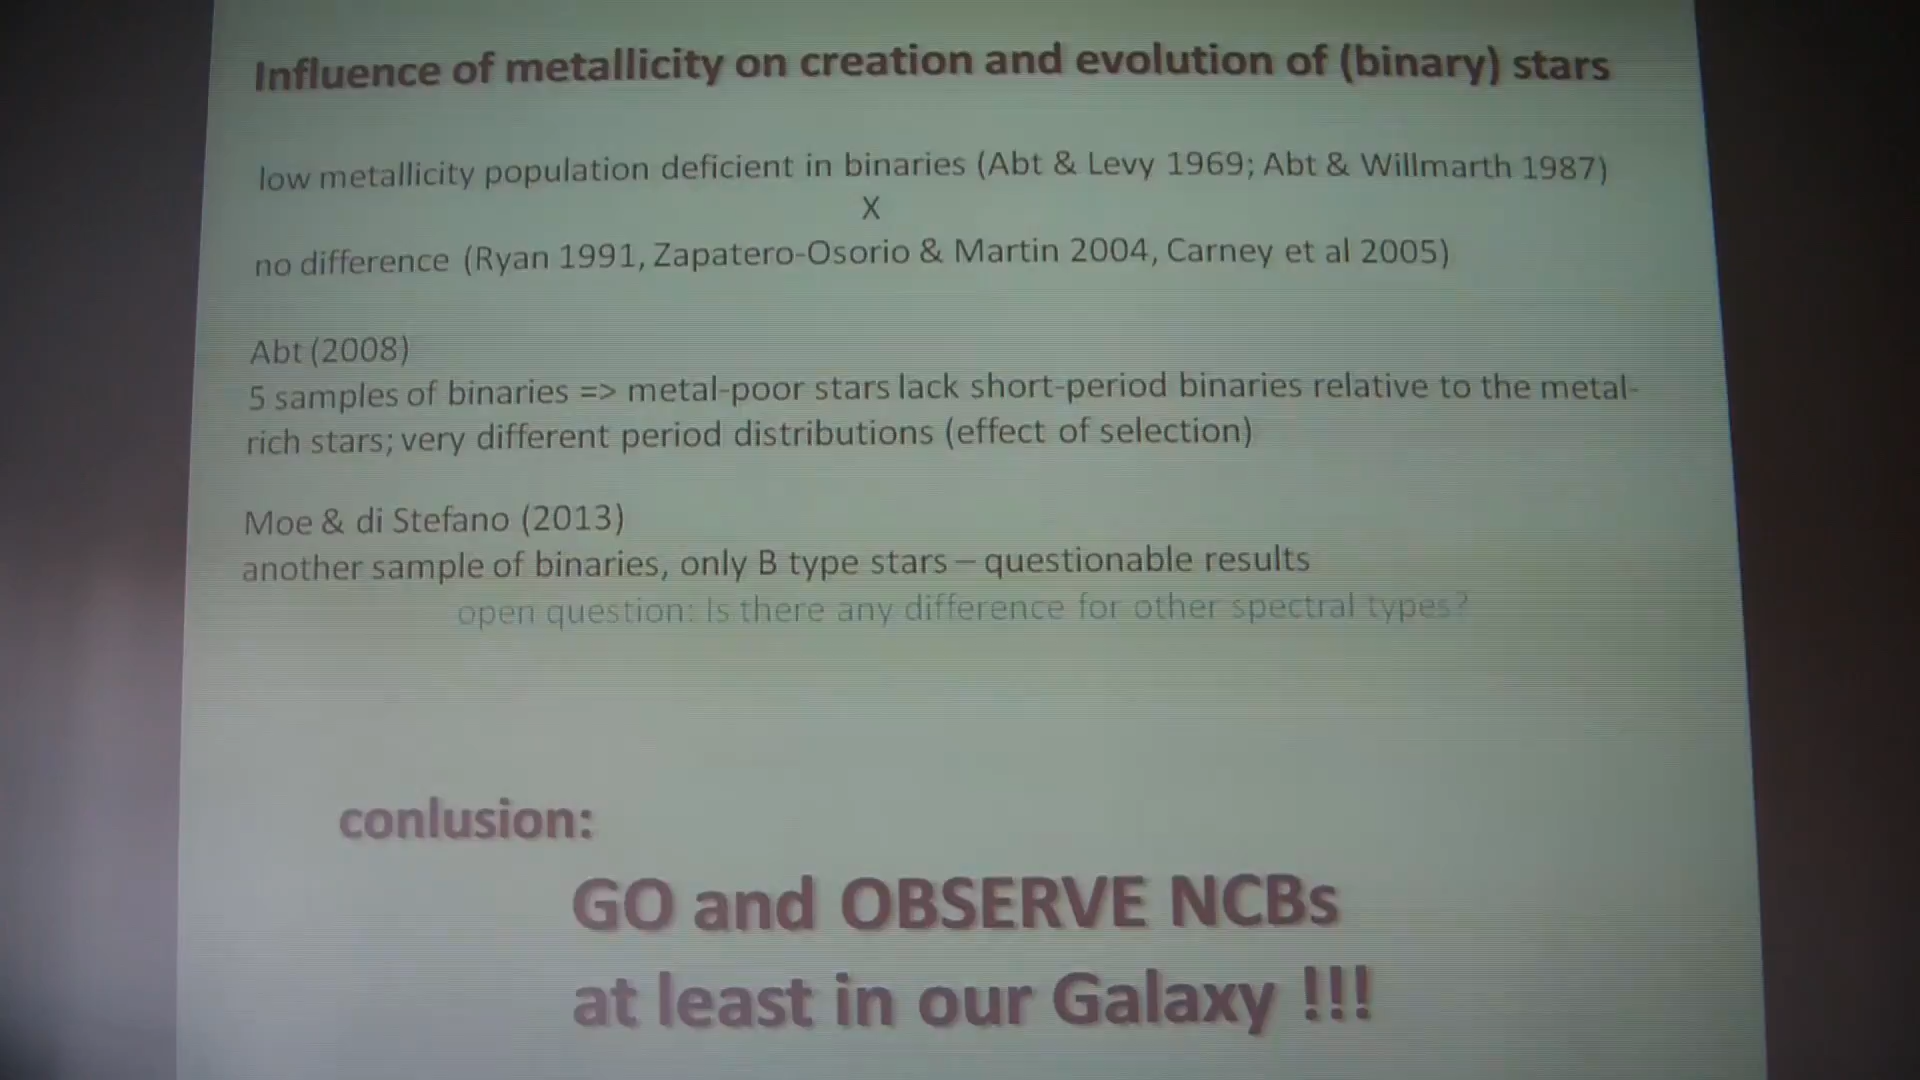 Influence of metallicity on creation and evolution of (binary) stars
low metallicity population deficient in binaries (Abt & Levy 1969; Abt & Willmarth 1987)
X
no difference (Ryan 1991, Zapatero-Osorio & Martin 2004, Carney et al 2005)
Abt (2008)
5 samples of binaries => metal-poor stars lack short-period binaries relative to the metal-
rich stars; very different period distributions (effect of selection)
Moe & di Stefano (2013)
another sample of binaries, only B type stars – questionable results
open question: Is there any difference for other spectral types?
conlusion:
GO and OBSERVE NCBs
at least in our Galaxy !!!